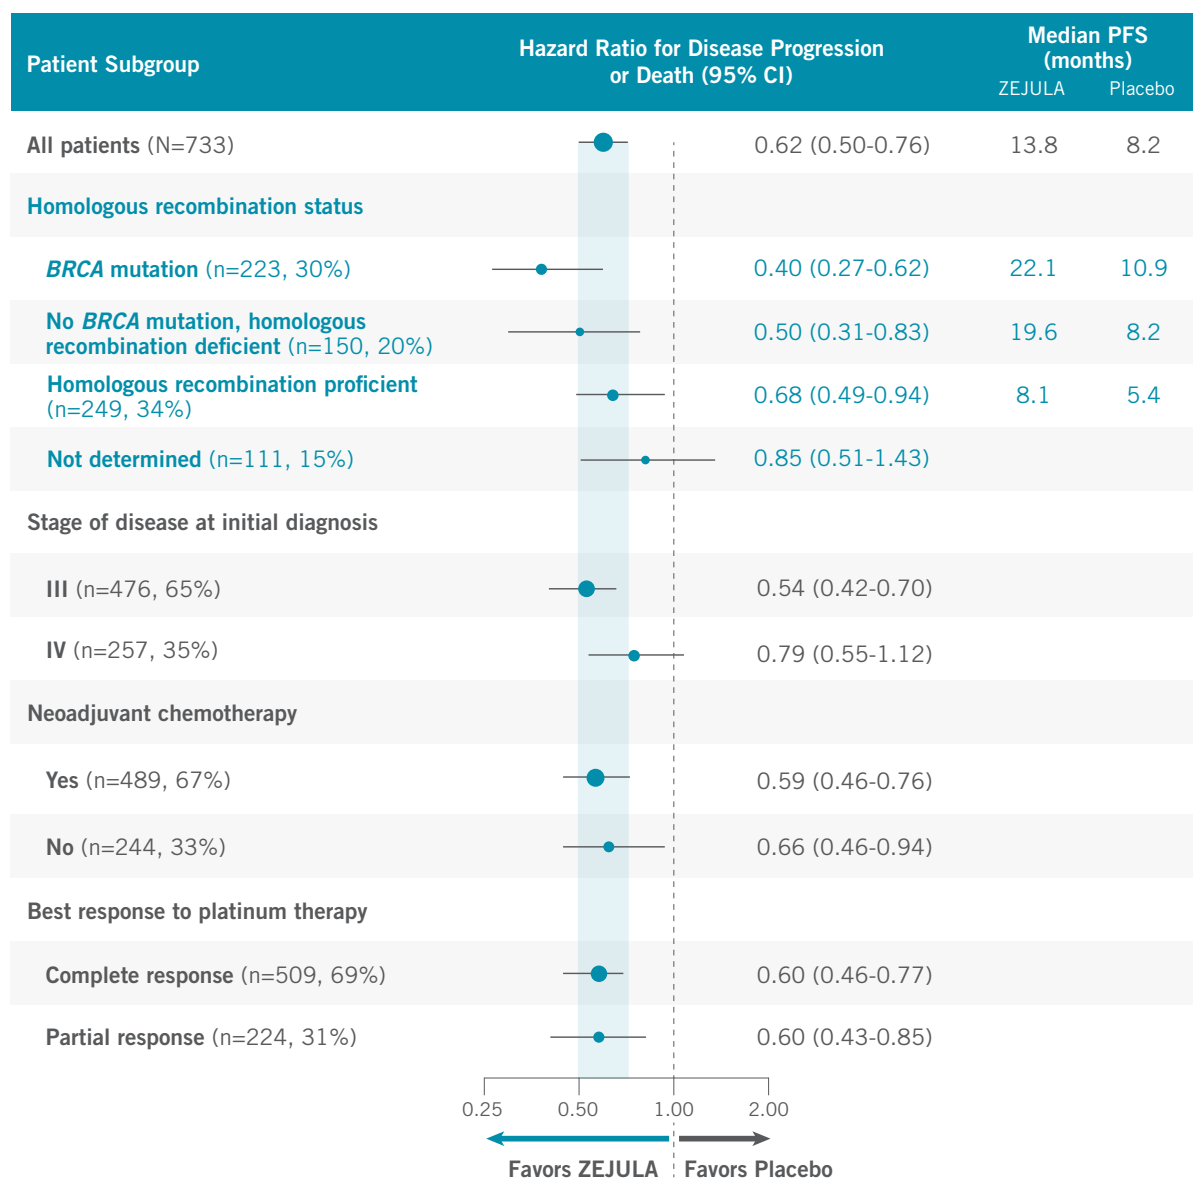 Patient Subgroup
Hazard Ratio for Disease Progression
or Death (95% CI)
Median PFS
(months)
ZEJULA Placebo
All patients (N=733) 0.62 (0.50-0.76) 13.8 8.2
Homologous recombination status
BRCA mutation (n=223, 30%) 0.40 (0.27-0.62) 22.1 10.9
No BRCA mutation, homologous
recombination deficient (n=150, 20%) 0.50 (0.31-0.83) 19.6 8.2
Homologous recombination proficient
(n=249, 34%) 0.68 (0.49-0.94) 8.1 5.4
Not determined (n=111, 15%) 0.85 (0.51-1.43)
Stage of disease at initial diagnosis
III (n=476, 65%) 0.54 (0.42-0.70)
IV (n=257, 35%) 0.79 (0.55-1.12)
Neoadjuvant chemotherapy
Yes (n=489, 67%) 0.59 (0.46-0.76)
No (n=244, 33%) 0.66 (0.46-0.94)
Best response to platinum therapy
Complete response (n=509, 69%) 0.60 (0.46-0.77)
Partial response (n=224, 31%) 0.60 (0.43-0.85)
0.25 0.50 1.00 2.00
Favors ZEJULA Favors Placebo